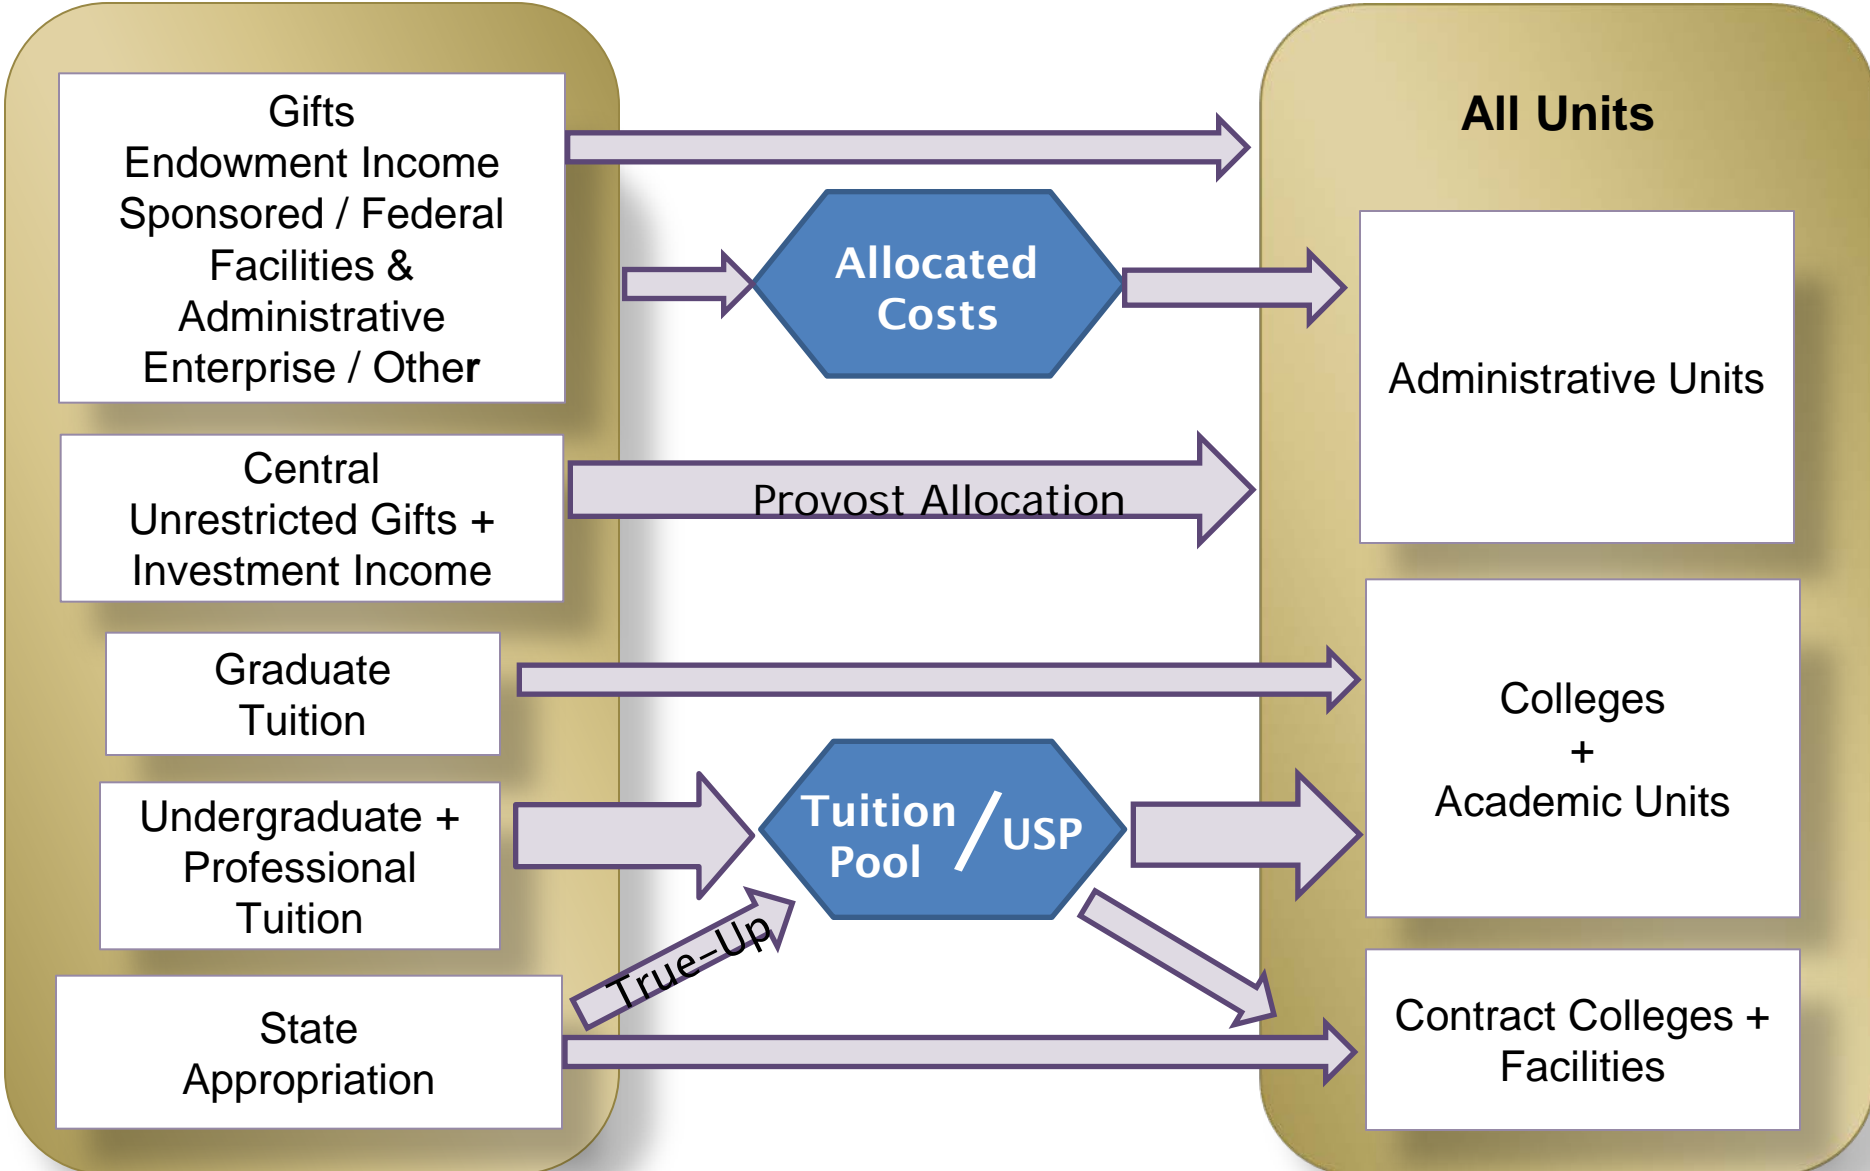 Gifts
Endowment Income
Sponsored / Federal
Facilities &
Administrative
Enterprise / Other
Central
Unrestricted Gifts +
Investment Income
Graduate
Tuition
Undergraduate +
Professional
Tuition
State
Appropriation
Allocated
Costs
Provost Allocation
Tuition
Pool
/ USP
True-Up
All Units
Administrative Units
Colleges
+
Academic Units
Contract Colleges +
Facilities